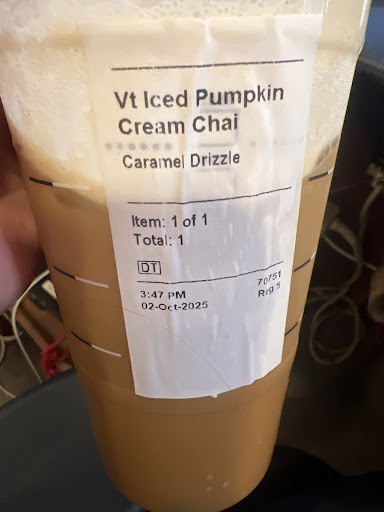 Vt Iced Pumpkin
Cream Chai
Caramel Drizzle
Item: 1 of 1
Total: 1
DT
3:47 PM 70751
02-Oct-2025 Reg 5